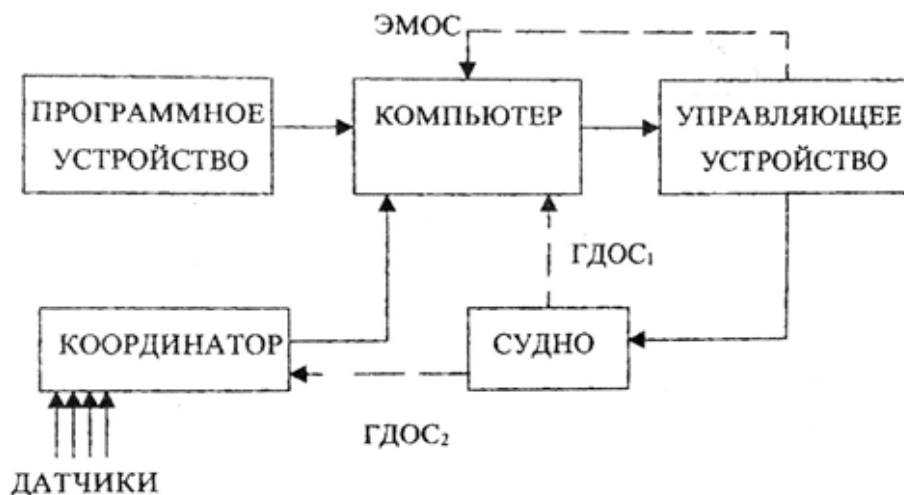 ЭМОС
ПРОГРАММНОЕ
УСТРОЙСТВО
КОМПЬЮТЕР
УПРАВЛЯЮЩЕЕ
УСТРОЙСТВО
ГДОС₁
КООРДИНАТОР
СУДНО
ГДОС₂
ДАТЧИКИ